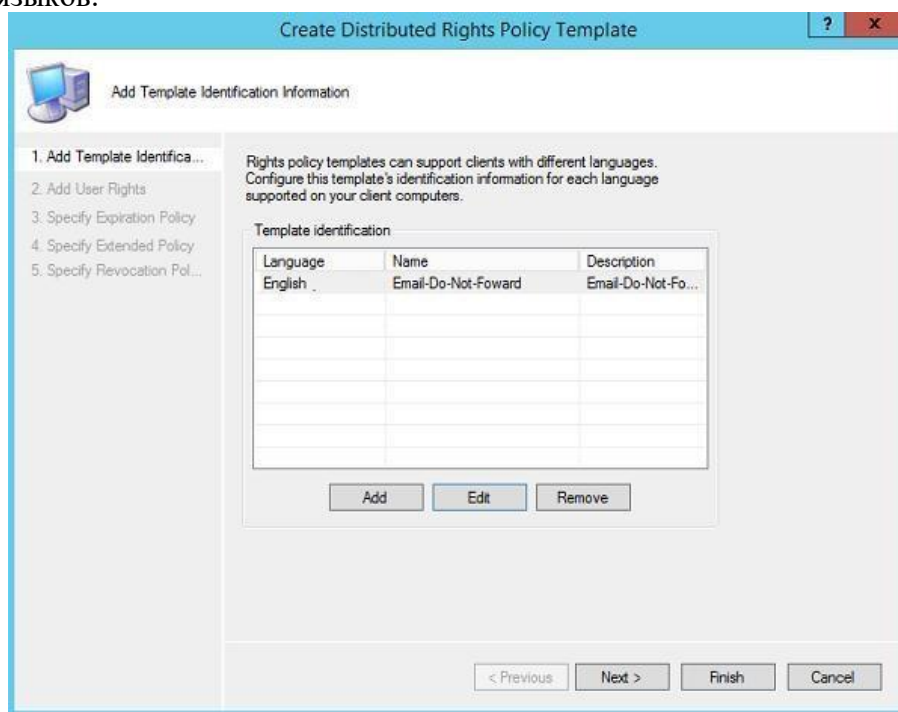 языков.
Create Distributed Rights Policy Template
? x
Add Template Identification Information
1. Add Template Identifica...
2. Add User Rights
3. Specify Expiration Policy
4. Specify Extended Policy
5. Specify Revocation Pol...
Rights policy templates can support clients with different languages.
Configure this template's identification information for each language
supported on your client computers.
Template identification
Language Name Description
English Email-Do-Not-Foward Email-Do-Not-Fo...
Add Edit Remove
< Previous Next > Finish Cancel